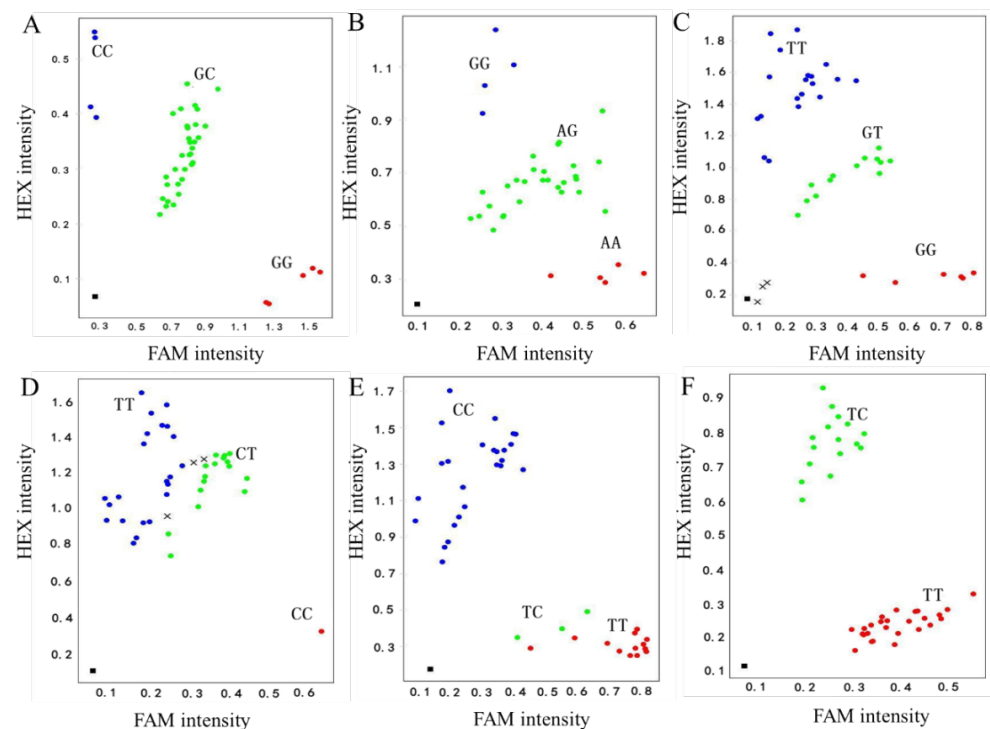 A
HEX intensity
0.5
0.4
0.3
0.2
0.1
CC
GC
GG
0.3 0.5 0.7 0.9 1.1 1.3 1.5
FAM intensity
B
HEX intensity
1.1
0.9
0.7
0.5
0.3
GG
AG
AA
0.1 0.2 0.3 0.4 0.5 0.6
FAM intensity
C
HEX intensity
1.8
1.6
1.4
1.2
1.0
0.8
0.6
0.4
0.2
TT
GT
GG
0.1 0.2 0.3 0.4 0.5 0.6 0.7 0.8
FAM intensity
D
HEX intensity
1.6
1.4
1.2
1.0
0.8
0.6
0.4
0.2
TT
CT
CC
0.1 0.2 0.4 0.4 0.5 0.6
FAM intensity
E
HEX intensity
1.7
1.5
1.3
1.1
0.9
0.7
0.5
0.3
CC
TC
TT
0.1 0.2 0.3 0.4 0.5 0.6 0.7 0.8
FAM intensity
F
HEX intensity
0.9
0.8
0.7
0.6
0.5
0.4
0.3
0.2
0.1
TC
TT
0.1 0.2 0.3 0.4 0.5
FAM intensity